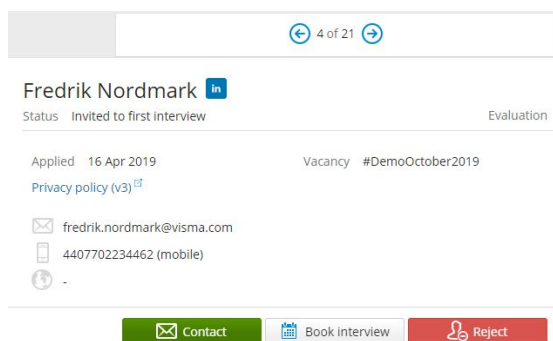 4 of 21
Fredrik Nordmark in
Status Invited to first interview Evaluation
Applied 16 Apr 2019 Vacancy #DemoOctober2019
Privacy policy (v3)
fredrik.nordmark@visma.com
4407702234462 (mobile)
-
Contact Book interview Reject